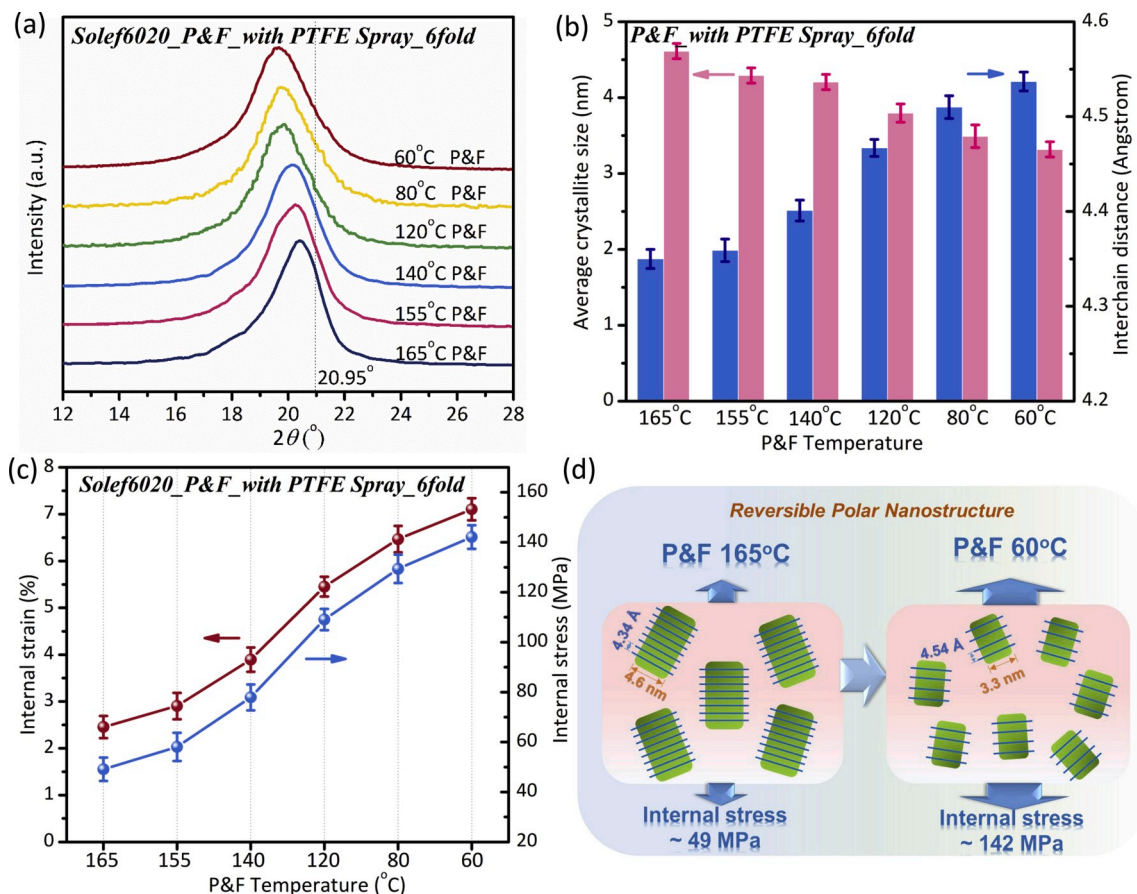 (a)
Solef6020_P&F_with PTFE Spray_6fold
Intensity (a.u.)
60°C P&F
80°C P&F
120°C P&F
140°C P&F
155°C P&F
165°C P&F
20.95°
12 14 16 18 20 22 24 26 28
2θ (°)
(b)
P&F_with PTFE Spray_6fold
Average crystallite size (nm)
5
4
3
2
1
0
Interchain distance (Angstrom)
4.6
4.5
4.4
4.3
4.2
165°C 155°C 140°C 120°C 80°C 60°C
P&F Temperature
(c)
Solef6020_P&F_with PTFE Spray_6fold
Internal strain (%)
8
7
6
5
4
3
2
1
0
Internal stress (MPa)
160
140
120
100
80
60
40
20
165 155 140 120 80 60
P&F Temperature (°C)
(d)
Reversible Polar Nanostructure
P&F 165°C
P&F 60°C
4.34 Å
4.6 nm
4.54 Å
3.3 nm
Internal stress
~ 49 MPa
Internal stress
~ 142 MPa